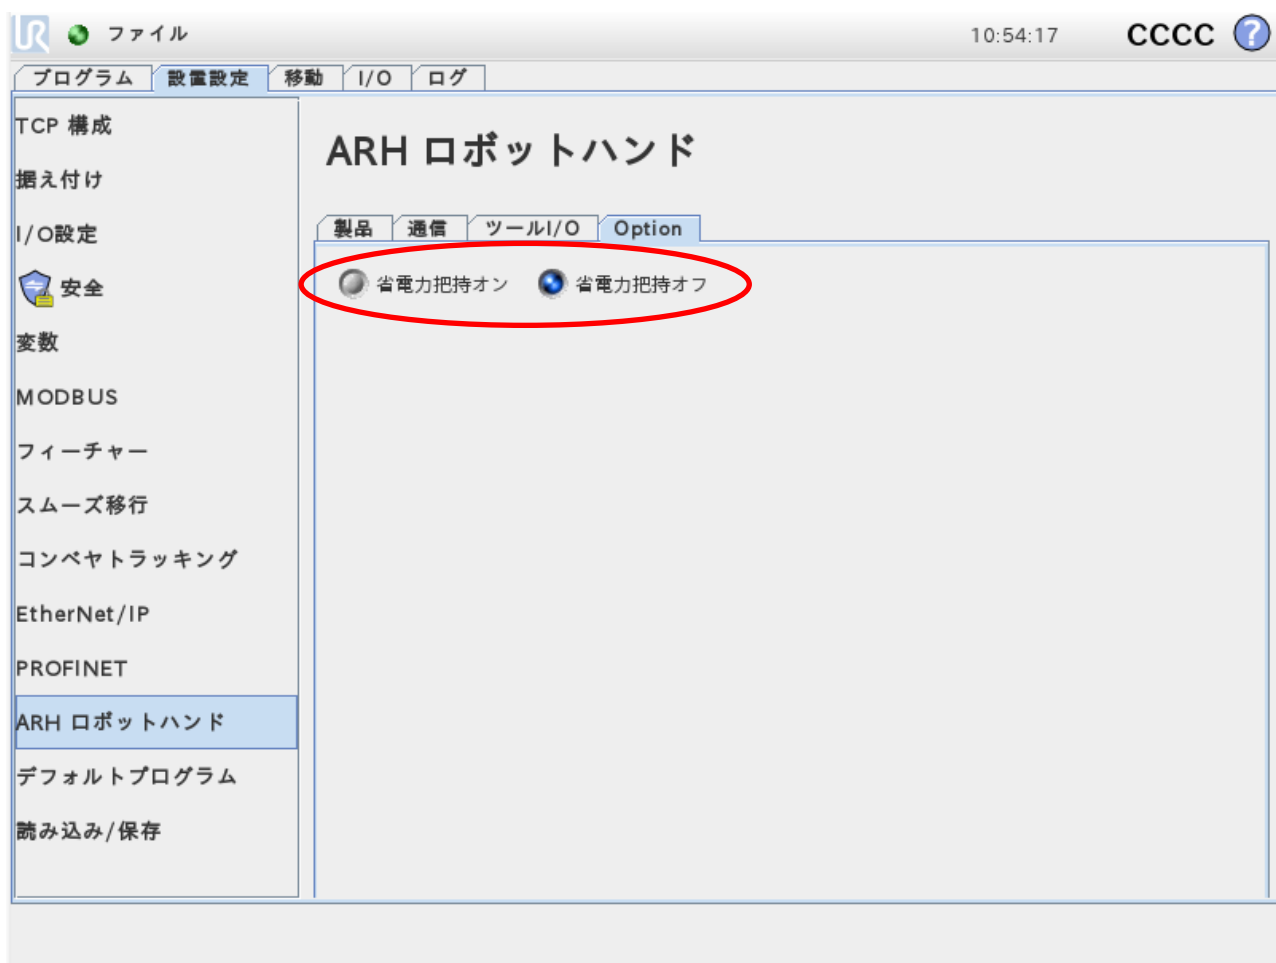 UR ファイル 10:54:17 CCCC ?
プログラム 設置設定 移動 I/O ログ
TCP 構成
据え付け
I/O設定
安全
変数
MODBUS
フィーチャー
スムーズ移行
コンベヤトラッキング
EtherNet/IP
PROFINET
ARH ロボットハンド
デフォルトプログラム
読み込み/保存
ARH ロボットハンド
製品 通信 ツールI/O Option
省電力把持オン 省電力把持オフ